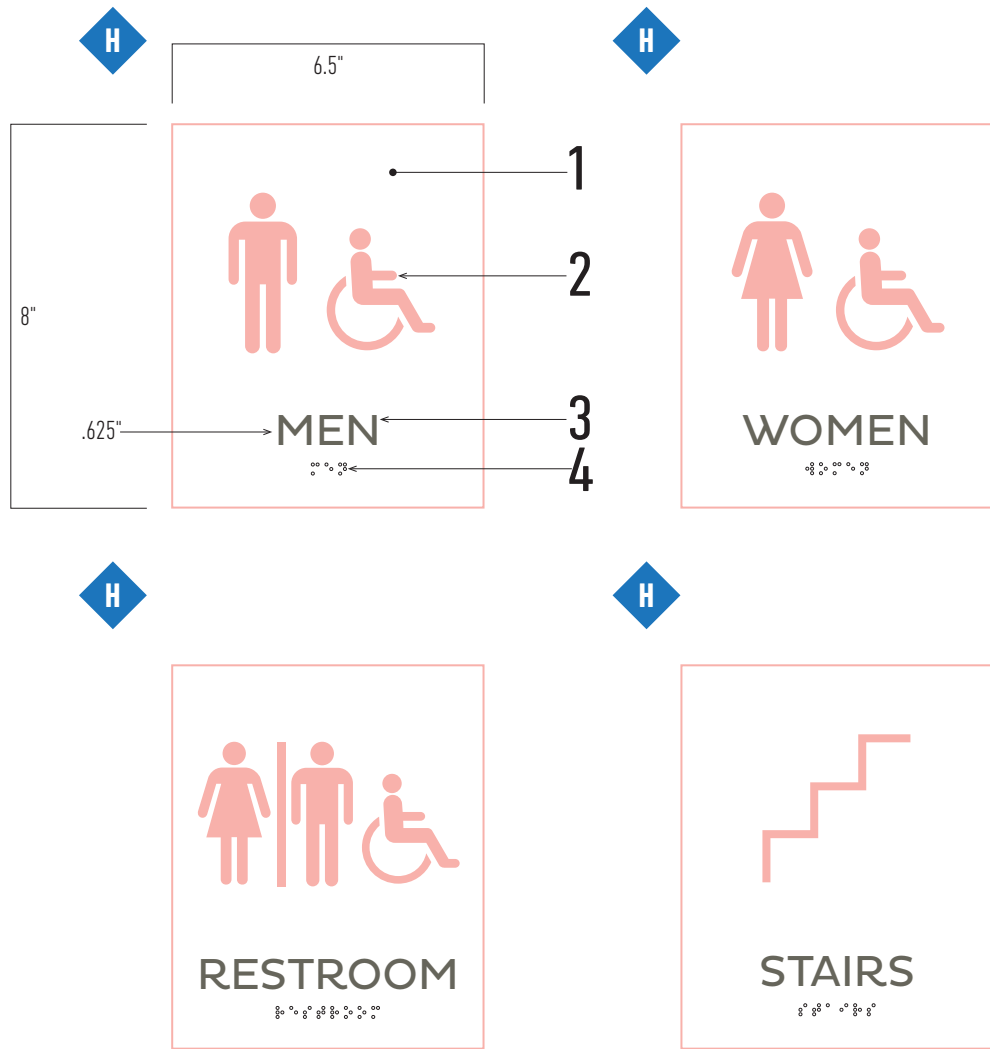 H
H
6.5"
1
2
8"
3
.625"
MEN
WOMEN
4
⠍⠑⠝
⠺⠕⠍⠑⠝
H
H
RESTROOM
STAIRS